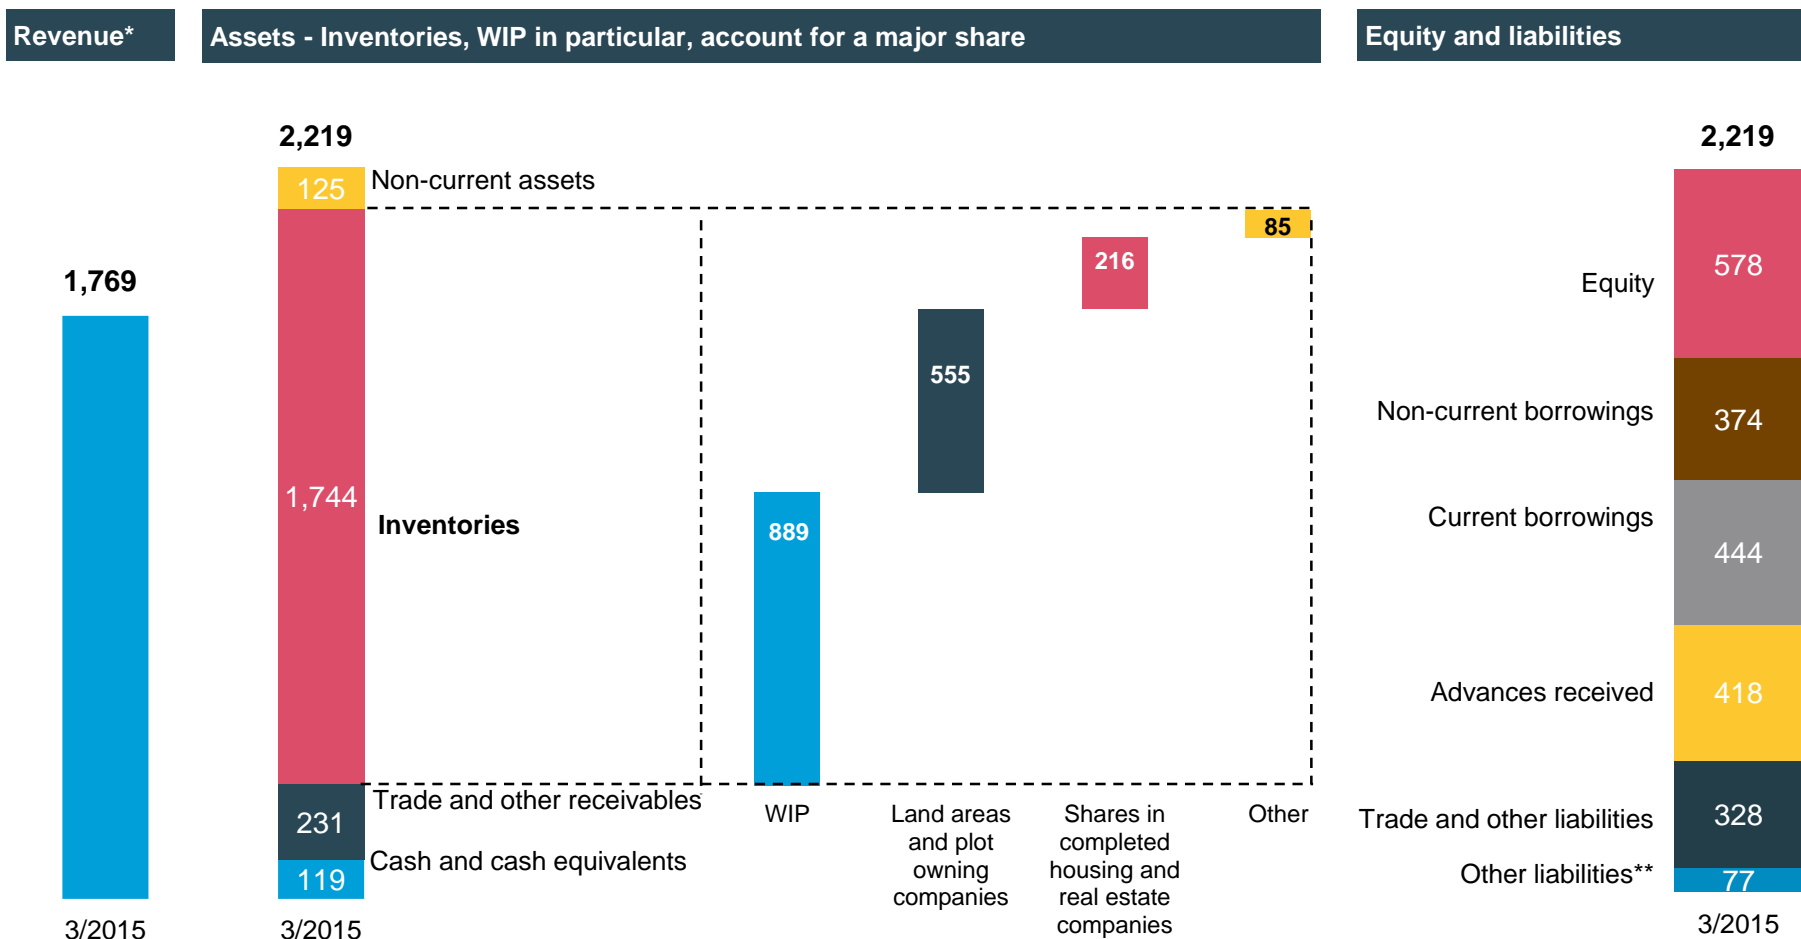 Revenue*
Assets - Inventories, WIP in particular, account for a major share
Equity and liabilities
1,769
3/2015
2,219
125
Non-current assets
1,744
Inventories
231
Trade and other receivables
119
Cash and cash equivalents
3/2015
889
555
216
85
WIP
Land areas
and plot
owning
companies
Shares in
completed
housing and
real estate
companies
Other
2,219
Equity
578
Non-current borrowings
374
Current borrowings
444
Advances received
418
Trade and other liabilities
328
Other liabilities**
77
3/2015